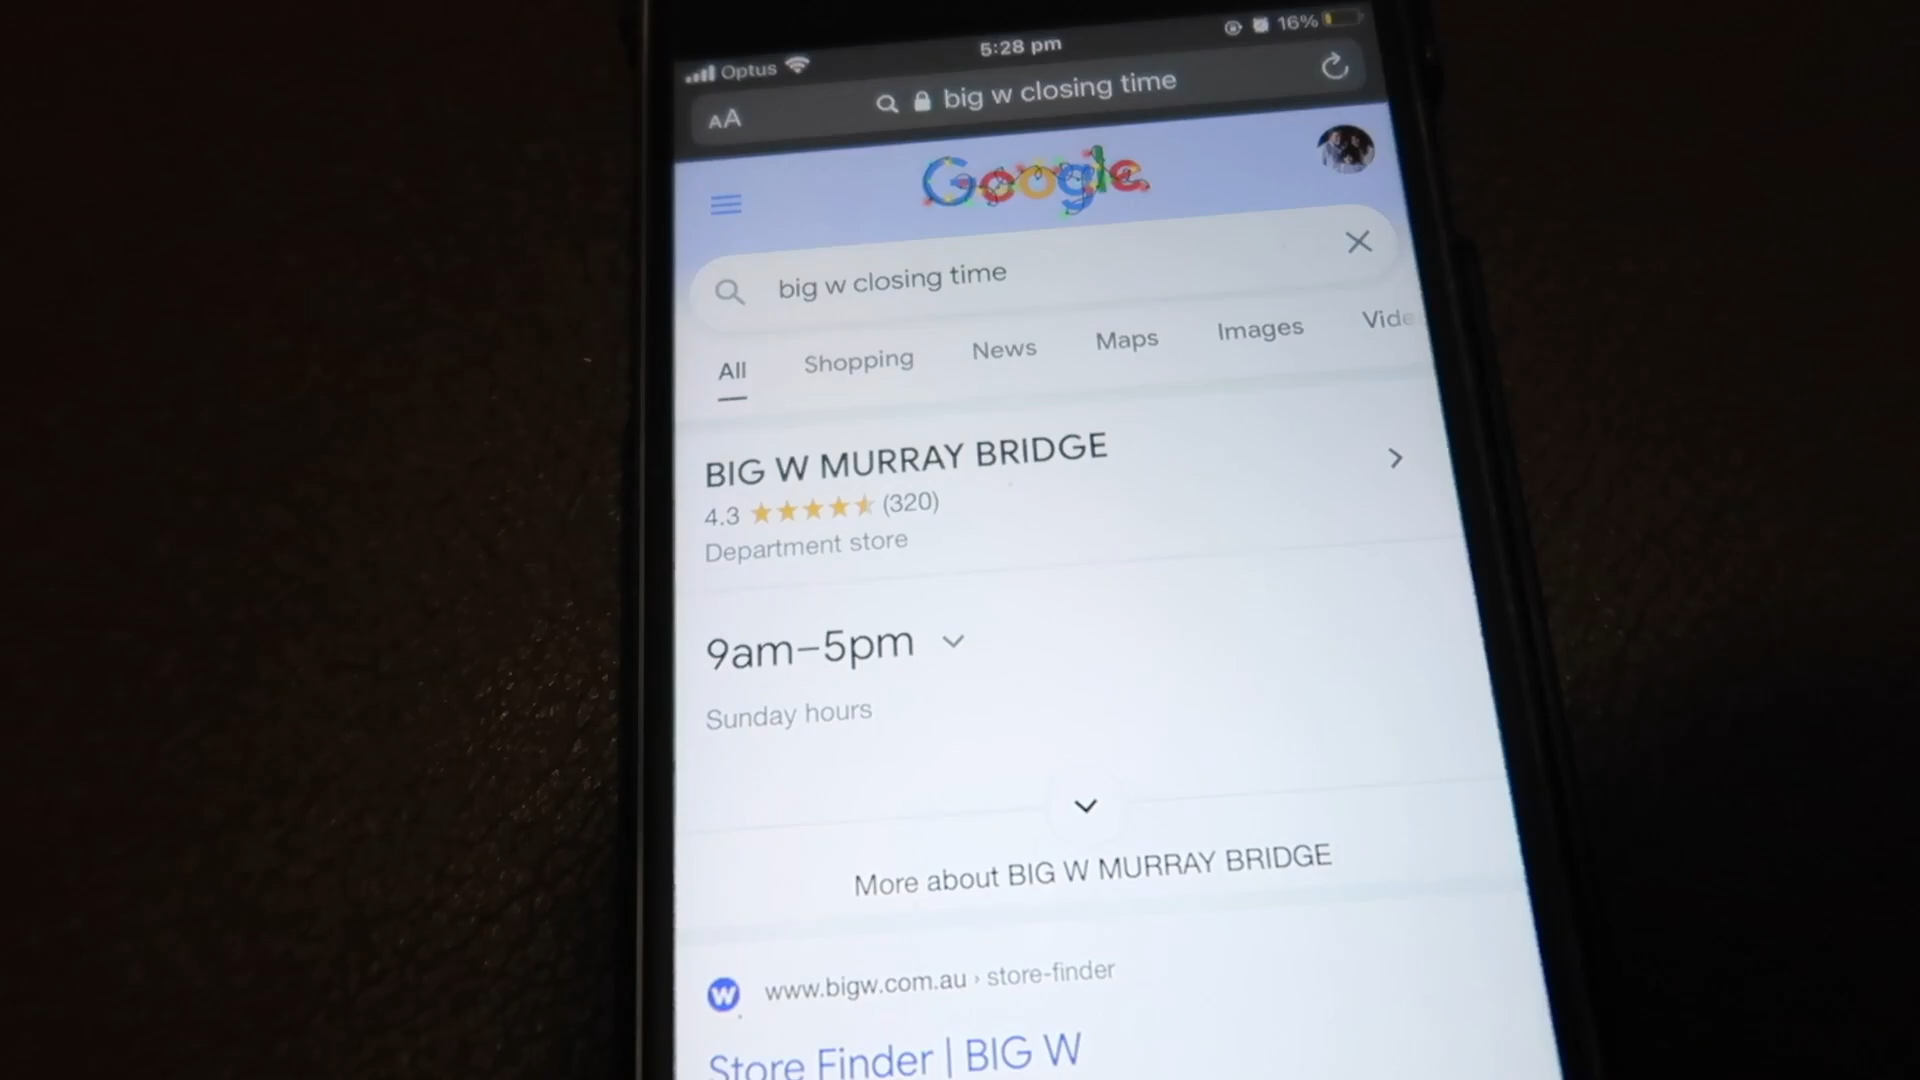 Optus 5:28 pm 16%
AA big w closing time
Google
big w closing time
All Shopping News Maps Images Vide
BIG W MURRAY BRIDGE
4.3 (320)
Department store
9am–5pm
Sunday hours
More about BIG W MURRAY BRIDGE
W www.bigw.com.au › store-finder
Store Finder | BIG W